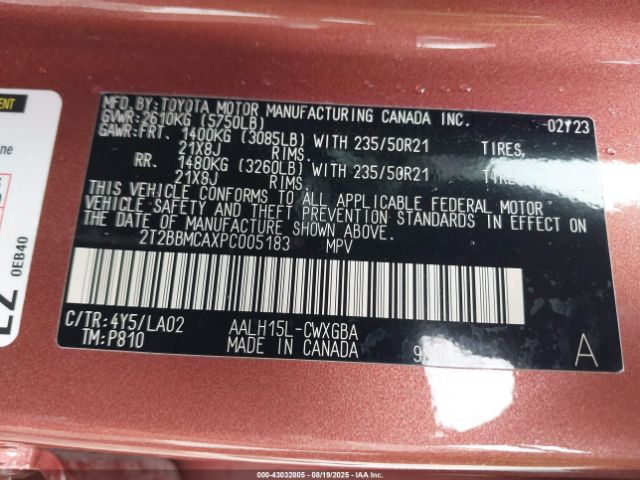 MFD. BY: TOYOTA MOTOR MANUFACTURING CANADA INC. 02/23
GVWR: 2610KG (5750LB)
GAWR: FRT. 1400KG (3085LB) WITH 235/50R21 TIRES,
21X8J RIMS.
RR. 1480KG (3260LB) WITH 235/50R21 TIRES,
21X8J RIMS.
THIS VEHICLE CONFORMS TO ALL APPLICABLE FEDERAL MOTOR
VEHICLE SAFETY AND THEFT PREVENTION STANDARDS IN EFFECT ON
THE DATE OF MANUFACTURE SHOWN ABOVE.
2T2BBMCAXPC005183 MPV
C/TR: 4Y5/LA02 AALH15L-CWXGBA
TM: P810 MADE IN CANADA A
0EB40
© IAA
AAN-43032805 - 08/19/2025 - IAA Inc.